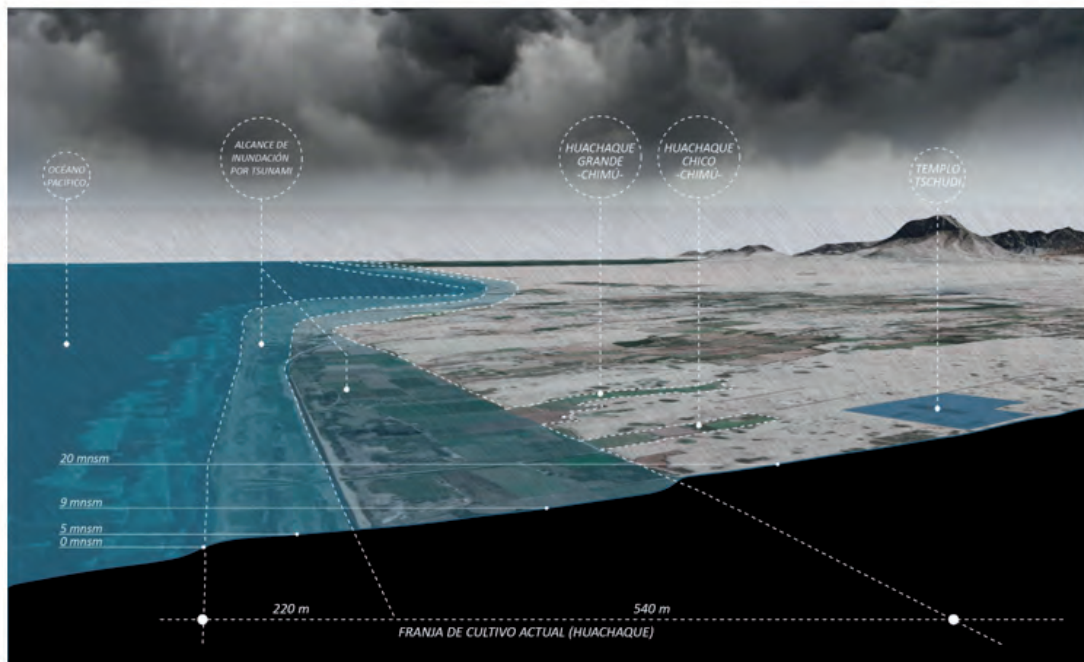 OCÉANO
PACÍFICO
ALCANCE DE
INUNDACIÓN
POR TSUNAMI
HUACHAQUE
GRANDE
-CHIMÚ-
HUACHAQUE
CHICO
-CHIMÚ-
TEMPLO
TSCHUDI
20 mnsm
9 mnsm
5 mnsm
0 mnsm
220 m
540 m
FRANJA DE CULTIVO ACTUAL (HUACHAQUE)